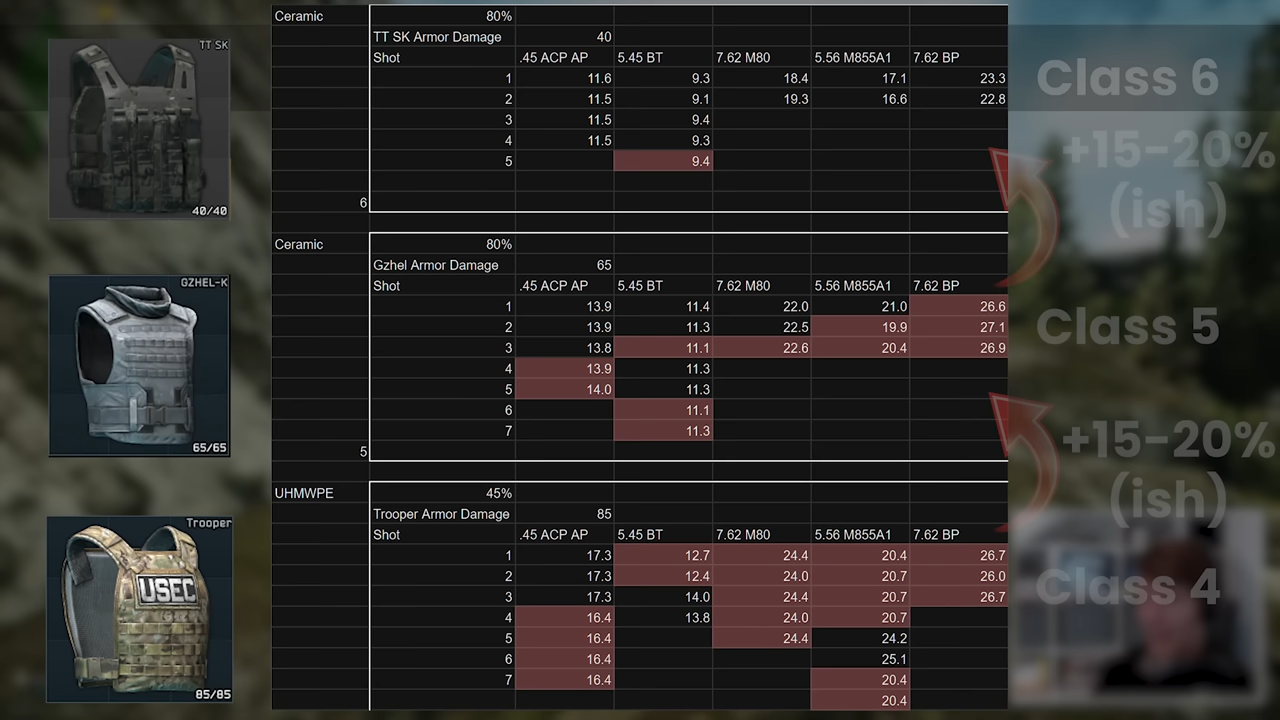 TT SK
40/40
Ceramic 80%
TT SK Armor Damage 40
Shot .45 ACP AP 5.45 BT 7.62 M80 5.56 M855A1 7.62 BP
1 11.6 9.3 18.4 17.1 23.3
2 11.5 9.1 19.3 16.6 22.8
3 11.5 9.4
4 11.5 9.3
5 9.4
6
Class 6
+15-20%
(ish)
GZHEL-K
65/65
Ceramic 80%
Gzhel Armor Damage 65
Shot .45 ACP AP 5.45 BT 7.62 M80 5.56 M855A1 7.62 BP
1 13.9 11.4 22.0 21.0 26.6
2 13.9 11.3 22.5 19.9 27.1
3 13.8 11.1 22.6 20.4 26.9
4 13.9 11.3
5 14.0 11.3
6 11.1
7 11.3
5
Class 5
+15-20%
(ish)
Trooper
USEC
85/85
UHMWPE 45%
Trooper Armor Damage 85
Shot .45 ACP AP 5.45 BT 7.62 M80 5.56 M855A1 7.62 BP
1 17.3 12.7 24.4 20.4 26.7
2 17.3 12.4 24.0 20.7 26.0
3 17.3 14.0 24.4 20.7 26.7
4 16.4 13.8 24.0 20.7
5 16.4 24.4 24.2
6 16.4 25.1
7 16.4 20.4
20.4
Class 4